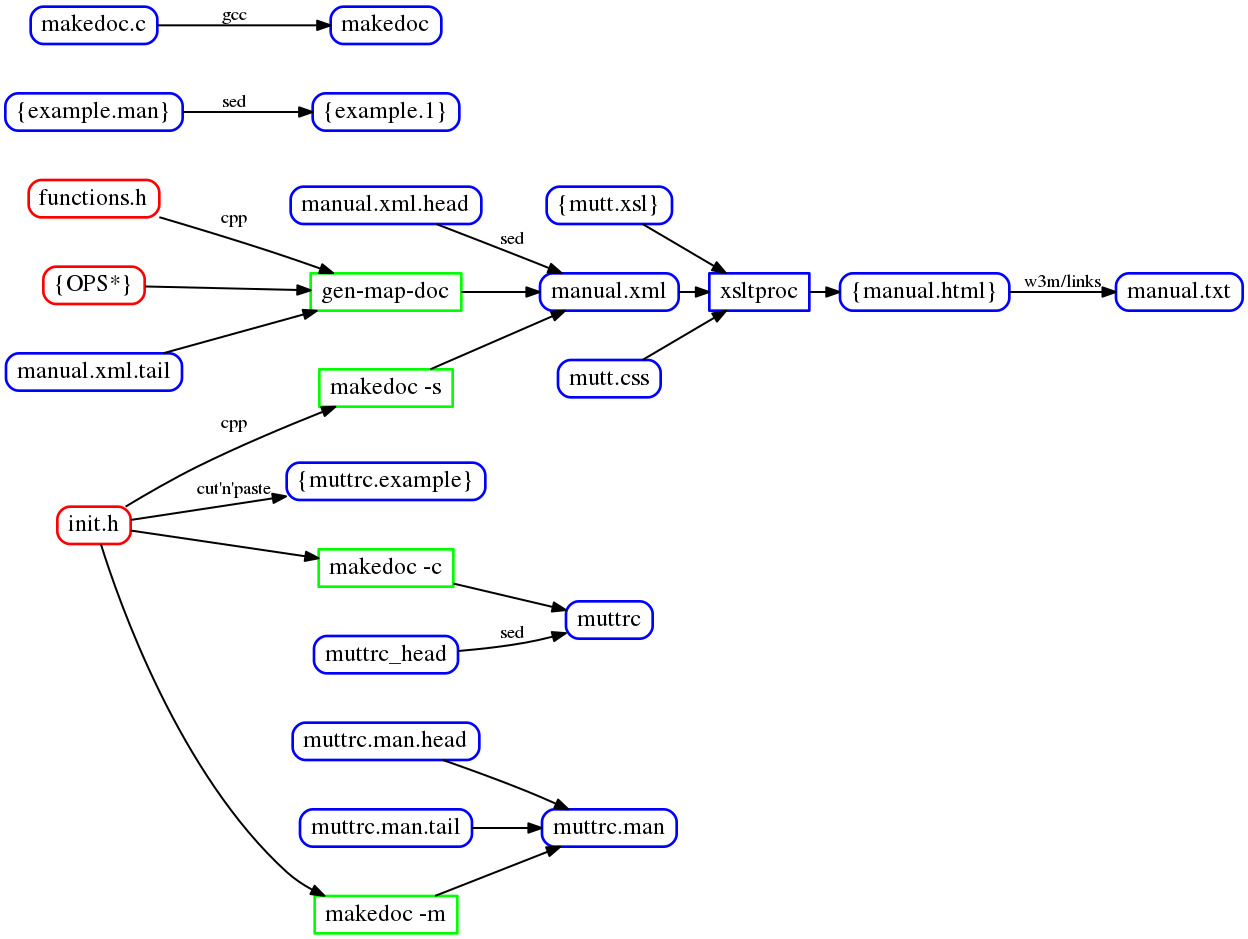 makedoc.c
gcc
makedoc
{example.man}
sed
{example.1}
functions.h
cpp
manual.xml.head
{mutt.xsl}
sed
{OPS*}
gen-map-doc
manual.xml
xsltproc
{manual.html}
w3m/links
manual.txt
manual.xml.tail
makedoc -s
mutt.css
cpp
{muttrc.example}
cut'n'paste
init.h
makedoc -c
muttrc
sed
muttrc_head
muttrc.man.head
muttrc.man.tail
muttrc.man
makedoc -m